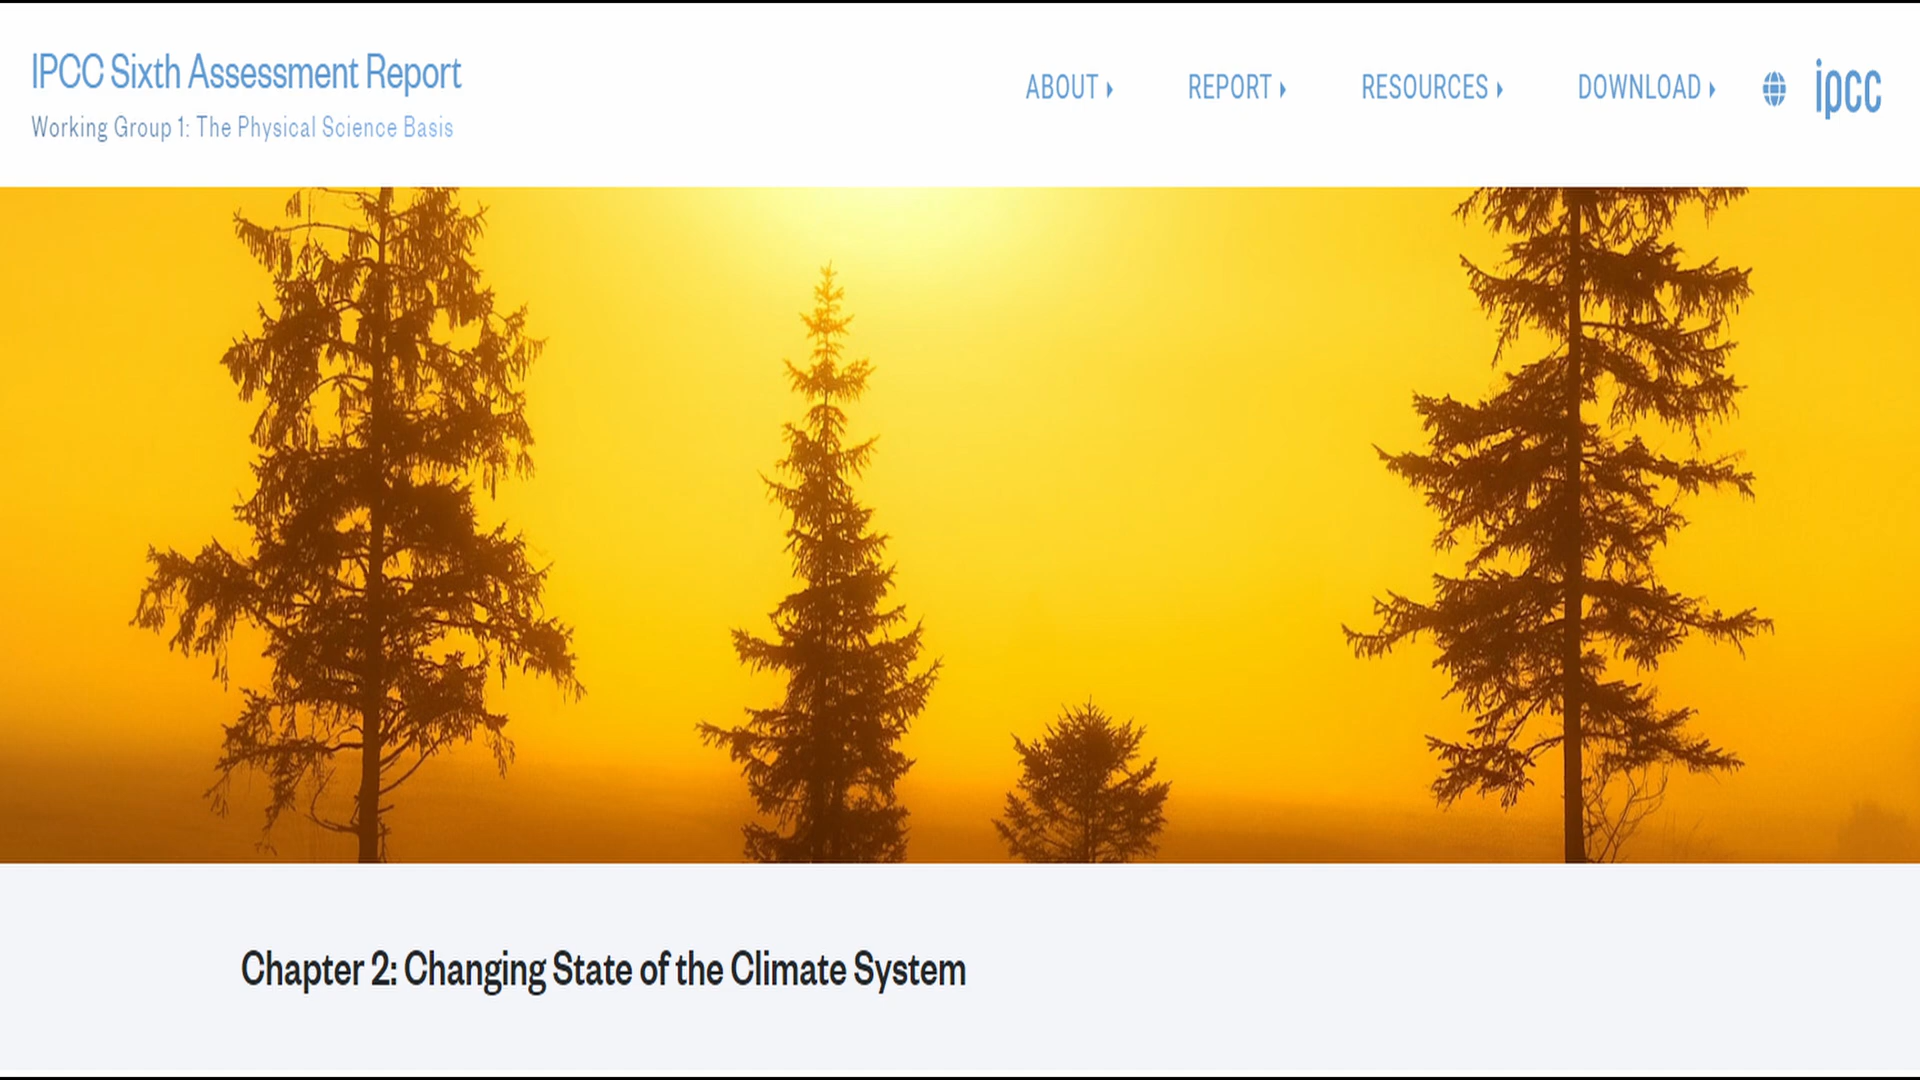 IPCC Sixth Assessment Report
Working Group 1: The Physical Science Basis
ABOUT
REPORT
RESOURCES
DOWNLOAD
ipcc
Chapter 2: Changing State of the Climate System